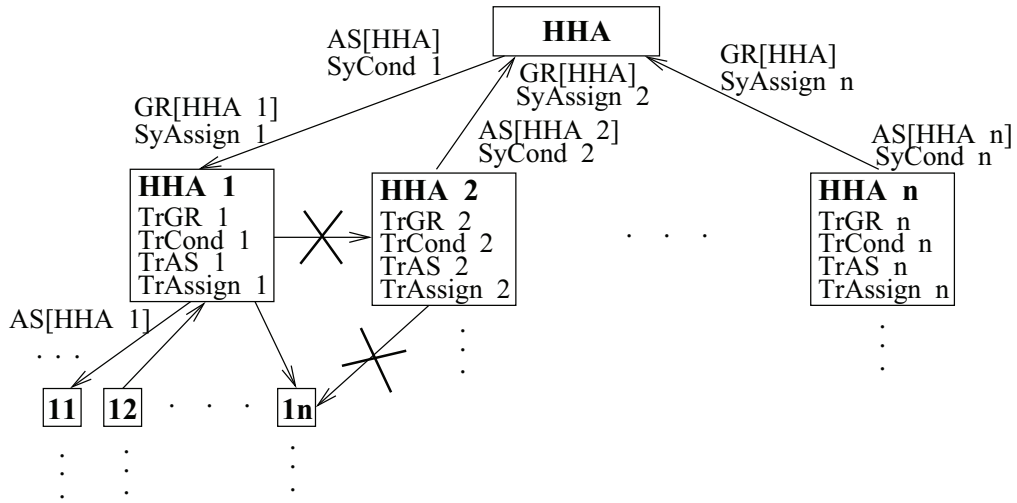 HHA
AS[HHA]
SyCond 1
GR[HHA]
SyAssign 2
GR[HHA]
SyAssign n
GR[HHA 1]
SyAssign 1
AS[HHA 2]
SyCond 2
AS[HHA n]
SyCond n
HHA 1
TrGR 1
TrCond 1
TrAS 1
TrAssign 1
HHA 2
TrGR 2
TrCond 2
TrAS 2
TrAssign 2
. . .
HHA n
TrGR n
TrCond n
TrAS n
TrAssign n
AS[HHA 1]
. . .
11
12
. . .
1n